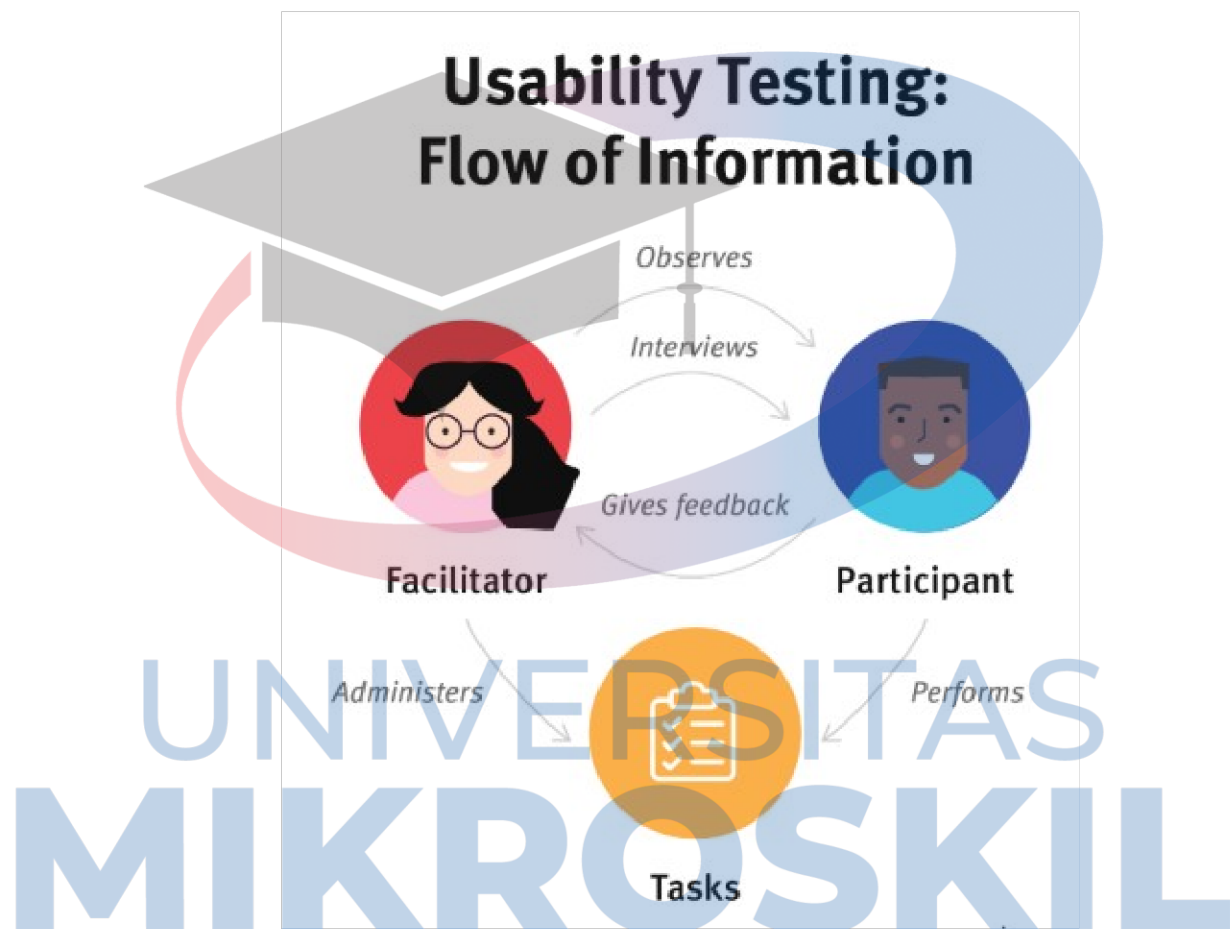 Usability Testing:
Flow of Information
Observes
Interviews
Gives feedback
Facilitator
Participant
Administers
Performs
Tasks
UNIVERSITAS
MIKROSKIL